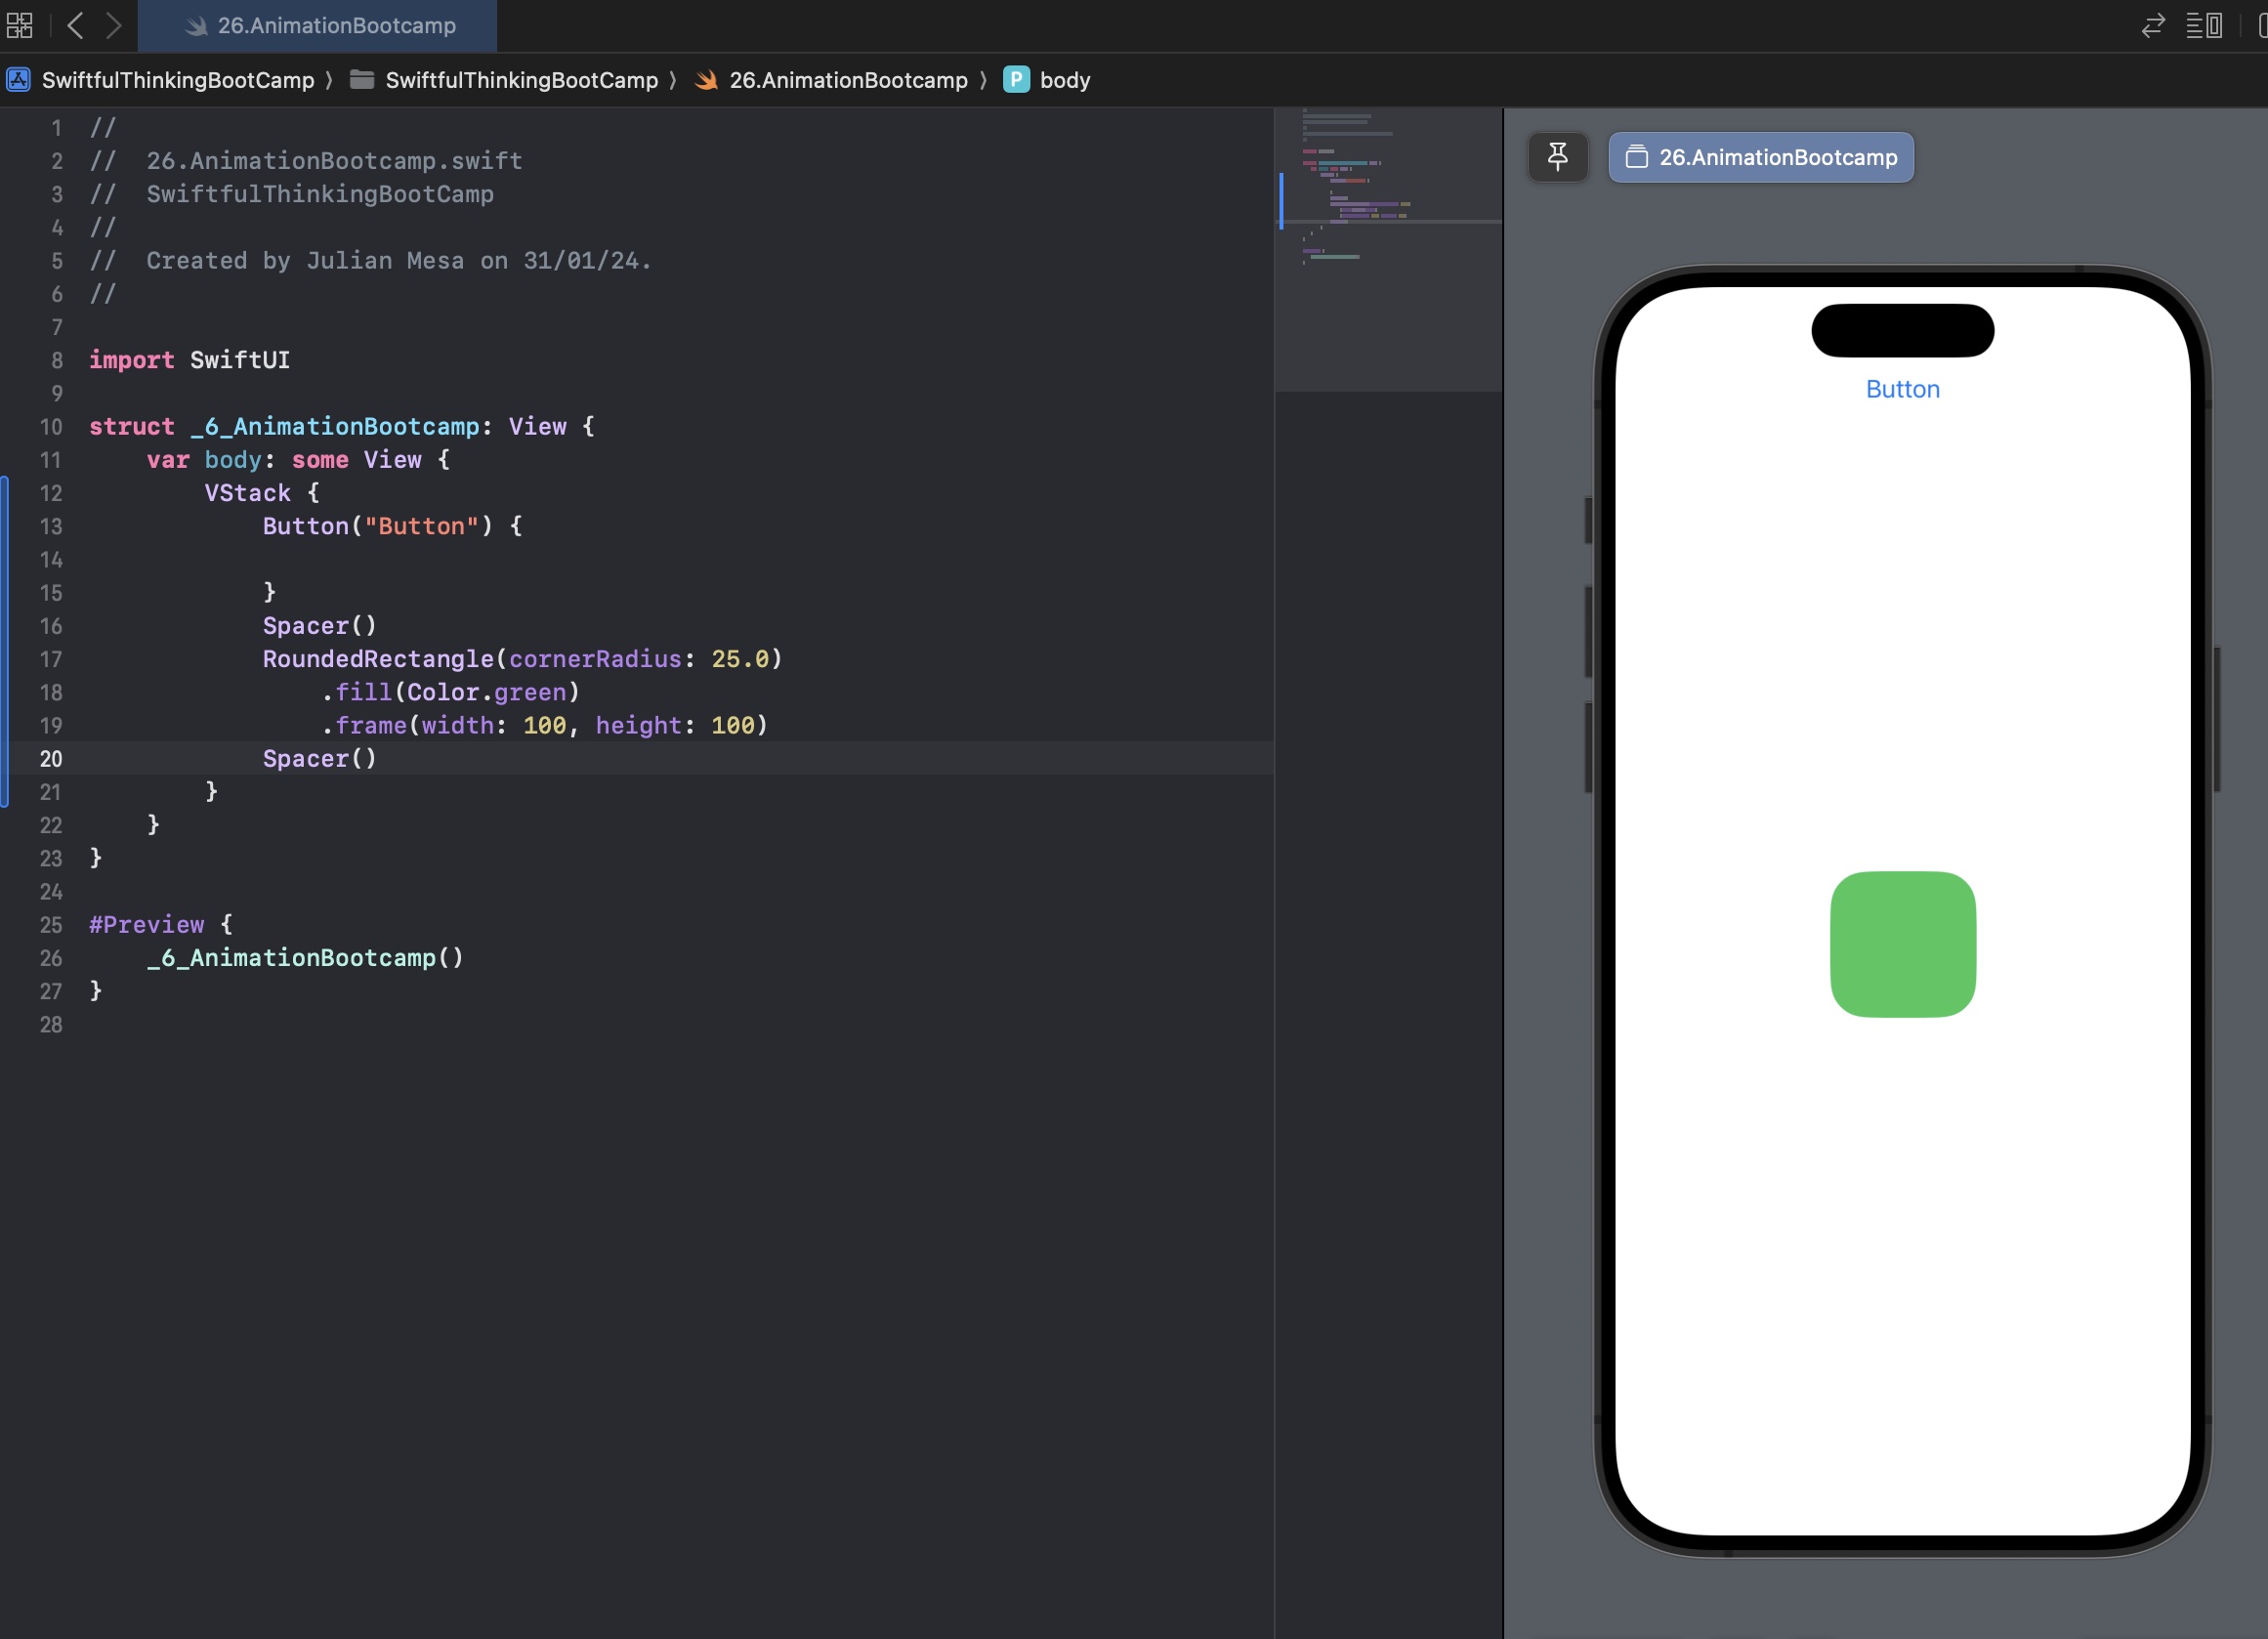 26.AnimationBootcamp
SwiftfulThinkingBootCamp 〉 SwiftfulThinkingBootCamp 〉 26.AnimationBootcamp 〉 P body
1 //
2 //  26.AnimationBootcamp.swift
3 //  SwiftfulThinkingBootCamp
4 //
5 //  Created by Julian Mesa on 31/01/24.
6 //
7
8 import SwiftUI
9
10 struct _6_AnimationBootcamp: View {
11     var body: some View {
12         VStack {
13             Button("Button") {
14
15             }
16             Spacer()
17             RoundedRectangle(cornerRadius: 25.0)
18                 .fill(Color.green)
19                 .frame(width: 100, height: 100)
20             Spacer()
21         }
22     }
23 }
24
25 #Preview {
26     _6_AnimationBootcamp()
27 }
28
26.AnimationBootcamp
Button